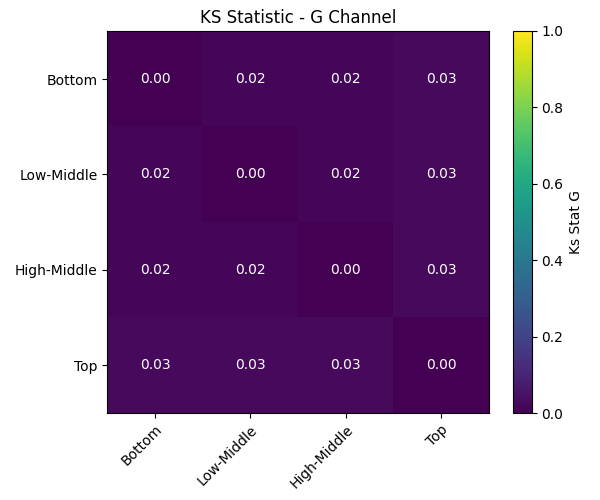 KS Statistic - G Channel
Bottom 0.00 0.02 0.02 0.03
Low-Middle 0.02 0.00 0.02 0.03
High-Middle 0.02 0.02 0.00 0.03
Top 0.03 0.03 0.03 0.00
Bottom Low-Middle High-Middle Top
1.0
0.8
0.6
0.4
0.2
0.0
Ks Stat G